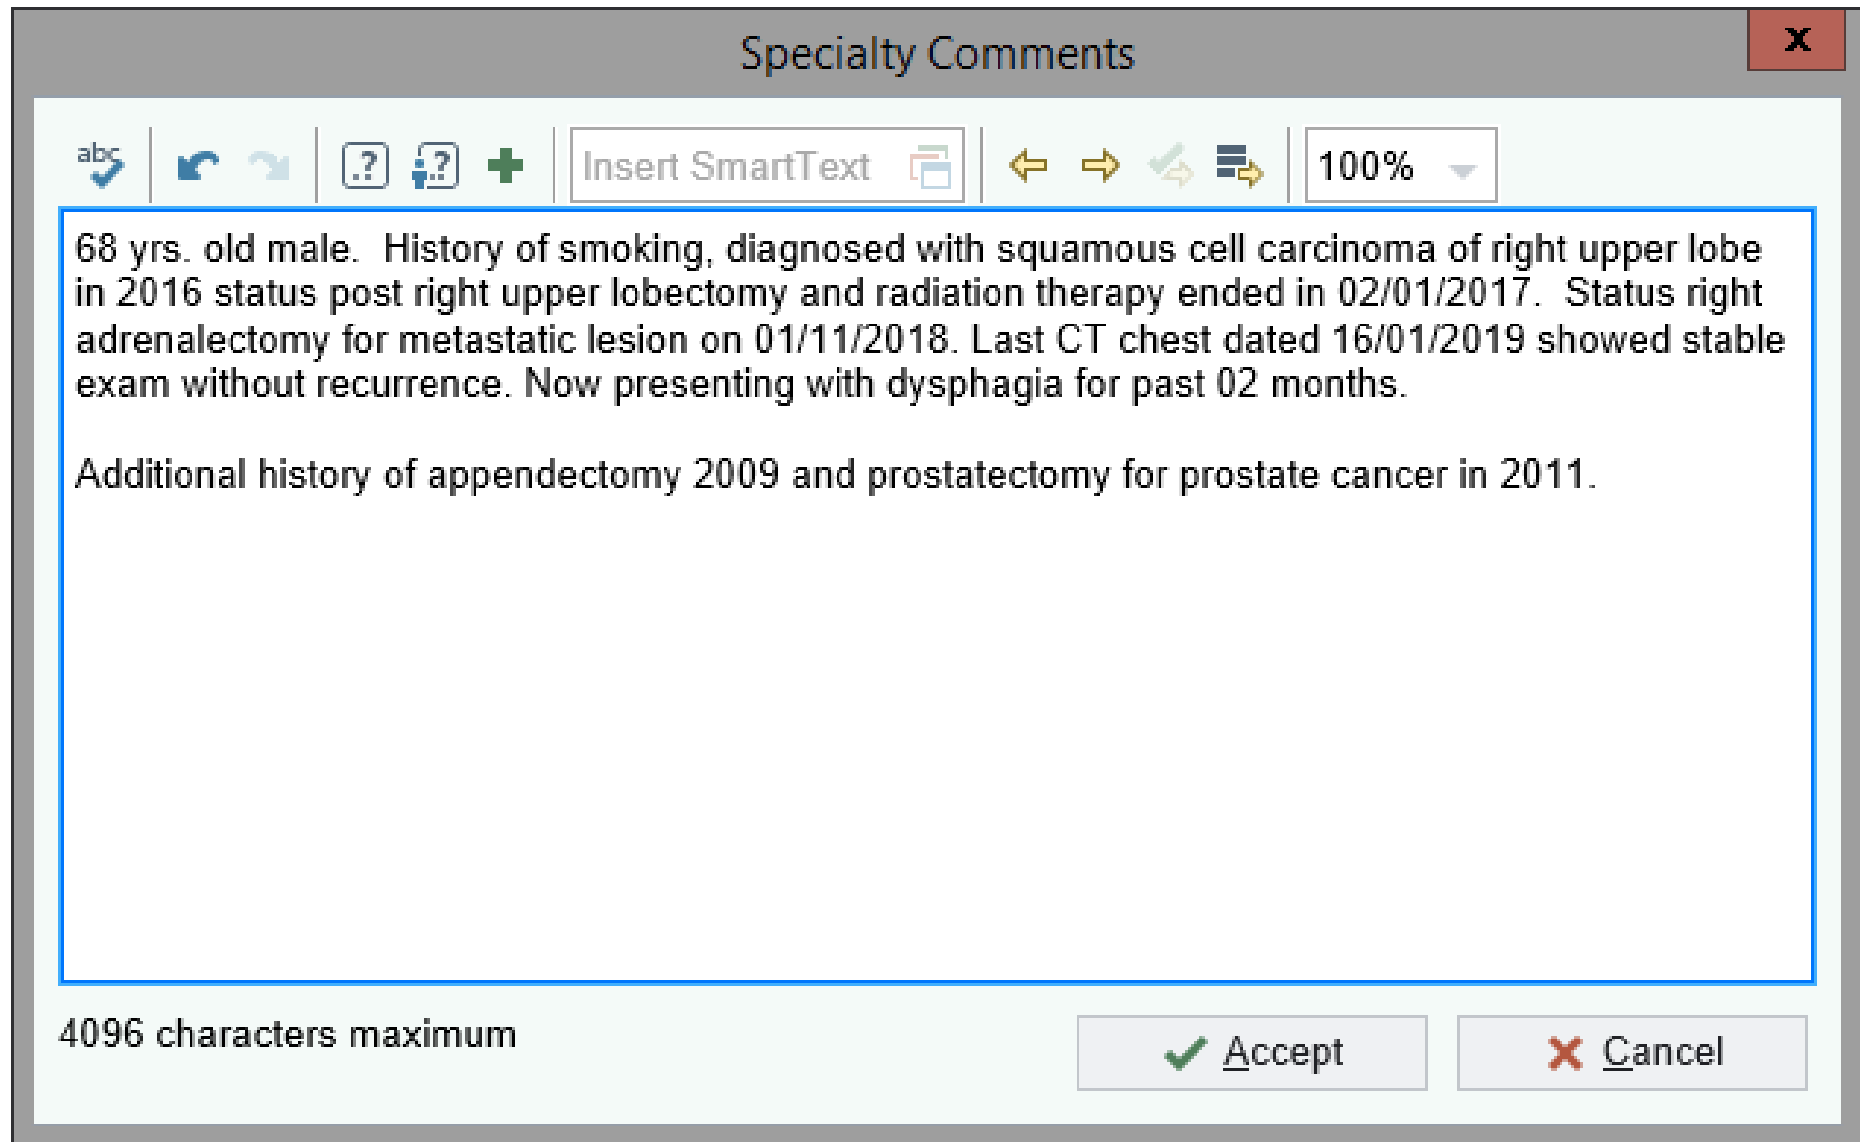 Specialty Comments
x
abc
.?
.?
Insert SmartText
100%
68 yrs. old male.  History of smoking, diagnosed with squamous cell carcinoma of right upper lobe
in 2016 status post right upper lobectomy and radiation therapy ended in 02/01/2017.  Status right
adrenalectomy for metastatic lesion on 01/11/2018. Last CT chest dated 16/01/2019 showed stable
exam without recurrence. Now presenting with dysphagia for past 02 months.
Additional history of appendectomy 2009 and prostatectomy for prostate cancer in 2011.
4096 characters maximum
Accept
Cancel